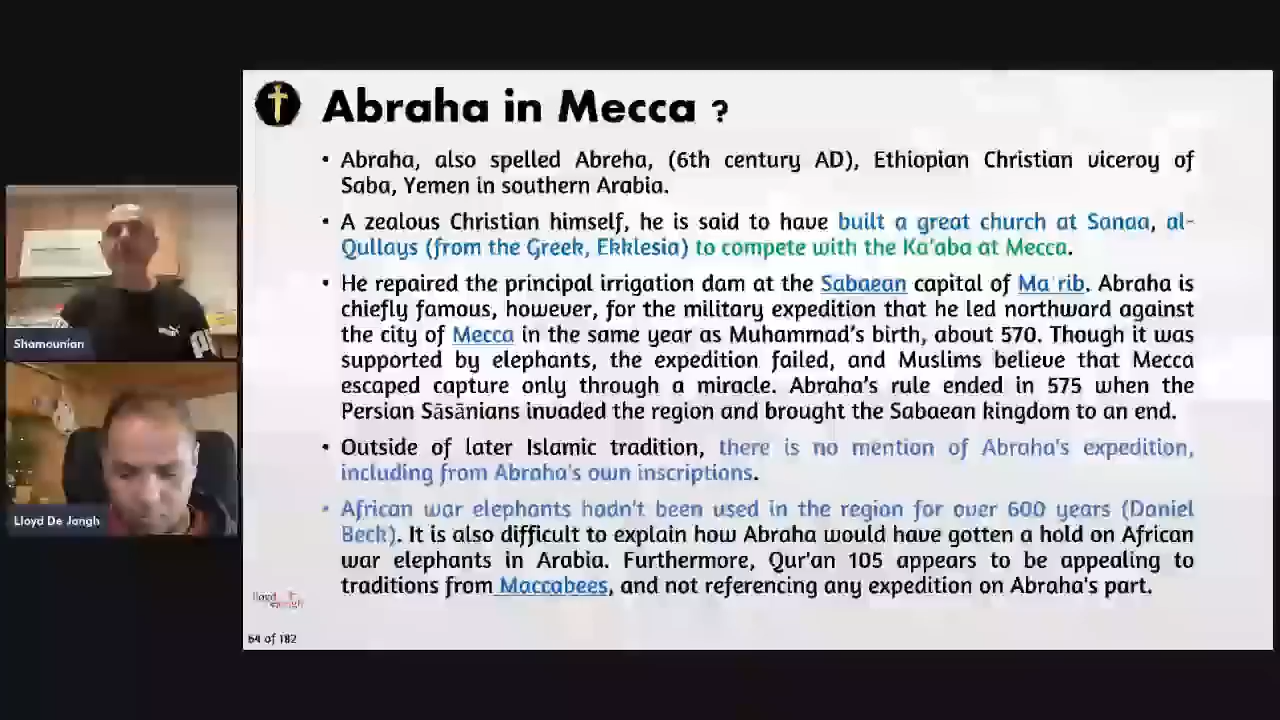 Abraha in Mecca ?
• Abraha, also spelled Abreha, (6th century AD), Ethiopian Christian viceroy of
Saba, Yemen in southern Arabia.
• A zealous Christian himself, he is said to have built a great church at Sanaa, al-
Qullays (from the Greek, Ekklesia) to compete with the Ka'aba at Mecca.
• He repaired the principal irrigation dam at the Sabaean capital of Maʾrib. Abraha is
chiefly famous, however, for the military expedition that he led northward against
the city of Mecca in the same year as Muhammad's birth, about 570. Though it was
supported by elephants, the expedition failed, and Muslims believe that Mecca
escaped capture only through a miracle. Abraha's rule ended in 575 when the
Persian Sāsānians invaded the region and brought the Sabaean kingdom to an end.
• Outside of later Islamic tradition, there is no mention of Abraha's expedition,
including from Abraha's own inscriptions.
• African war elephants hadn't been used in the region for over 600 years (Daniel
Beck). It is also difficult to explain how Abraha would have gotten a hold on African
war elephants in Arabia. Furthermore, Qur'an 105 appears to be appealing to
traditions from Maccabees, and not referencing any expedition on Abraha's part.
64 of 182
Shamounian
Lloyd De Jongh